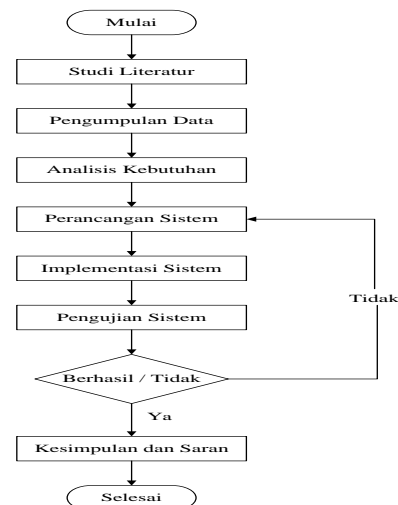 Mulai
Studi Literatur
Pengumpulan Data
Analisis Kebutuhan
Perancangan Sistem
Implementasi Sistem
Tidak
Pengujian Sistem
Berhasil / Tidak
Ya
Kesimpulan dan Saran
Selesai